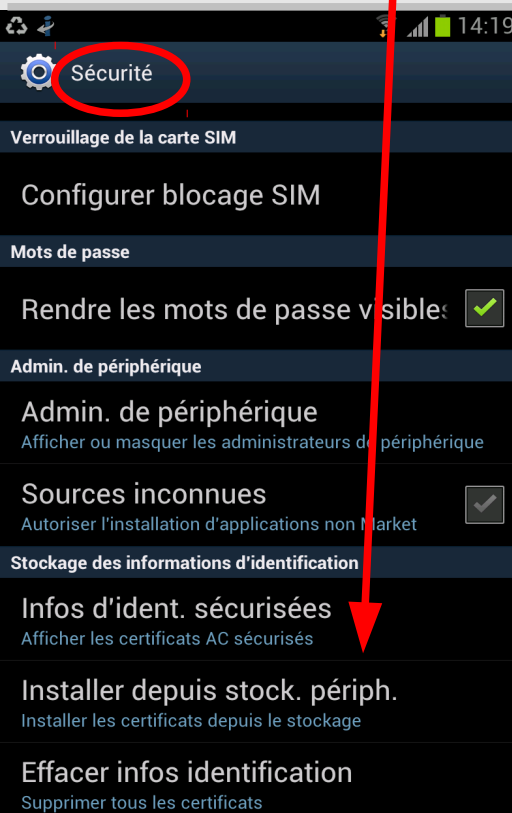 14:19
Sécurité
Verrouillage de la carte SIM
Configurer blocage SIM
Mots de passe
Rendre les mots de passe visibles
Admin. de périphérique
Admin. de périphérique
Afficher ou masquer les administrateurs de périphérique
Sources inconnues
Autoriser l'installation d'applications non Market
Stockage des informations d'identification
Infos d'ident. sécurisées
Afficher les certificats AC sécurisés
Installer depuis stock. périph.
Installer les certificats depuis le stockage
Effacer infos identification
Supprimer tous les certificats